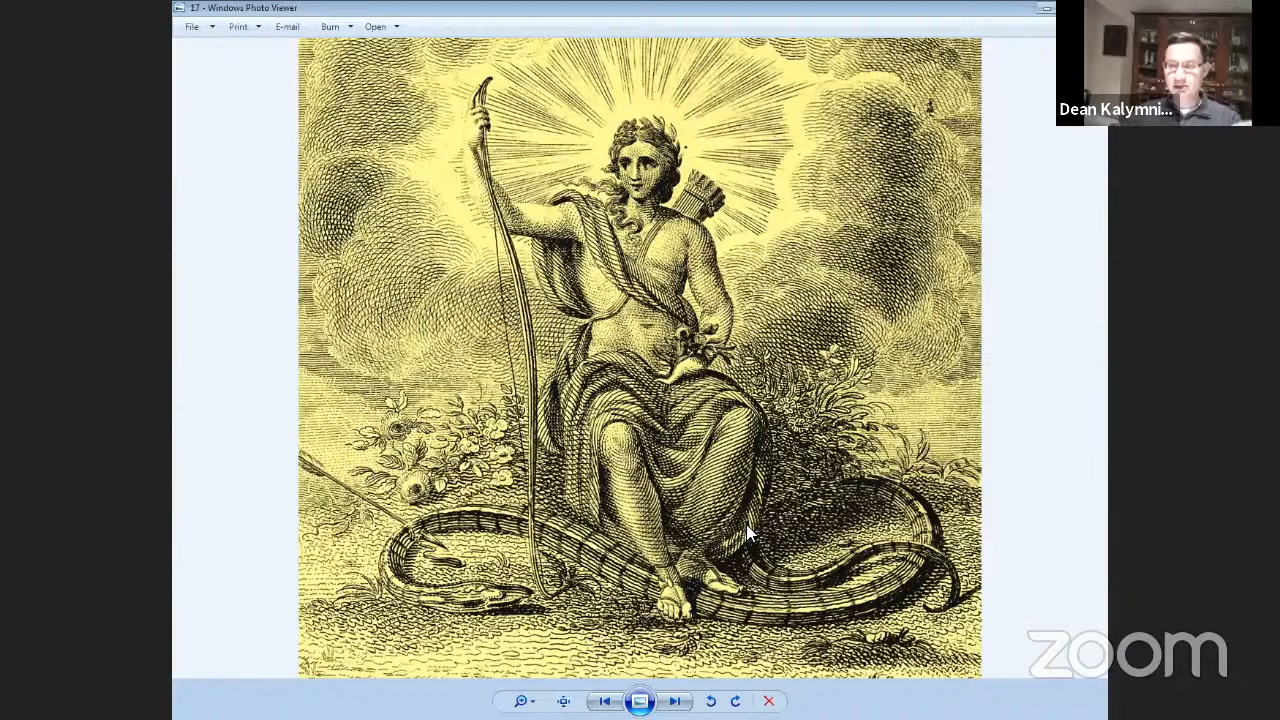 17 - Windows Photo Viewer
File Print E-mail Burn Open
Dean Kalymni...
zoom